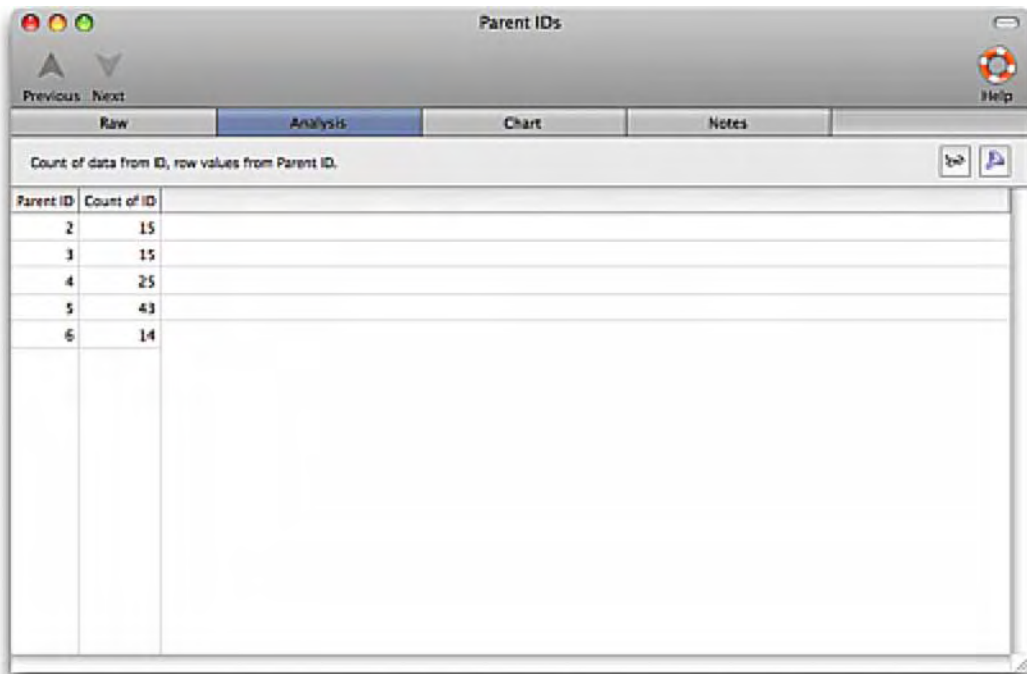 Parent IDs
Previous Next
Help
Raw Analysis Chart Notes
Count of data from ID, row values from Parent ID.
Parent ID Count of ID
2 15
3 15
4 25
5 43
6 14